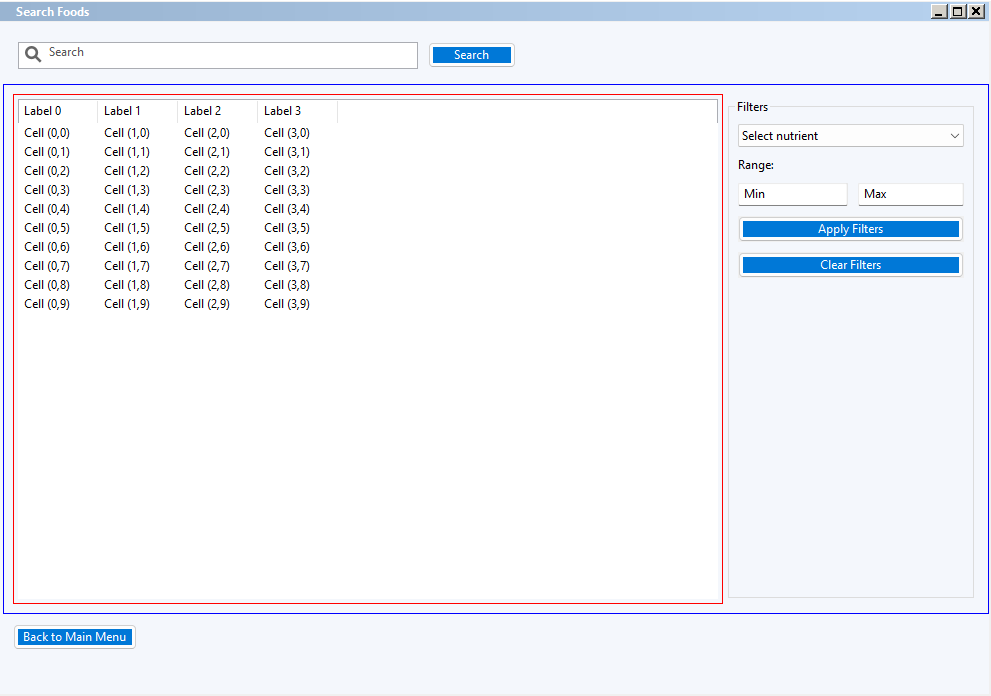 Search Foods
Search Search
Label 0 Label 1 Label 2 Label 3
Cell (0,0) Cell (1,0) Cell (2,0) Cell (3,0)
Cell (0,1) Cell (1,1) Cell (2,1) Cell (3,1)
Cell (0,2) Cell (1,2) Cell (2,2) Cell (3,2)
Cell (0,3) Cell (1,3) Cell (2,3) Cell (3,3)
Cell (0,4) Cell (1,4) Cell (2,4) Cell (3,4)
Cell (0,5) Cell (1,5) Cell (2,5) Cell (3,5)
Cell (0,6) Cell (1,6) Cell (2,6) Cell (3,6)
Cell (0,7) Cell (1,7) Cell (2,7) Cell (3,7)
Cell (0,8) Cell (1,8) Cell (2,8) Cell (3,8)
Cell (0,9) Cell (1,9) Cell (2,9) Cell (3,9)
Filters
Select nutrient
Range:
Min Max
Apply Filters
Clear Filters
Back to Main Menu